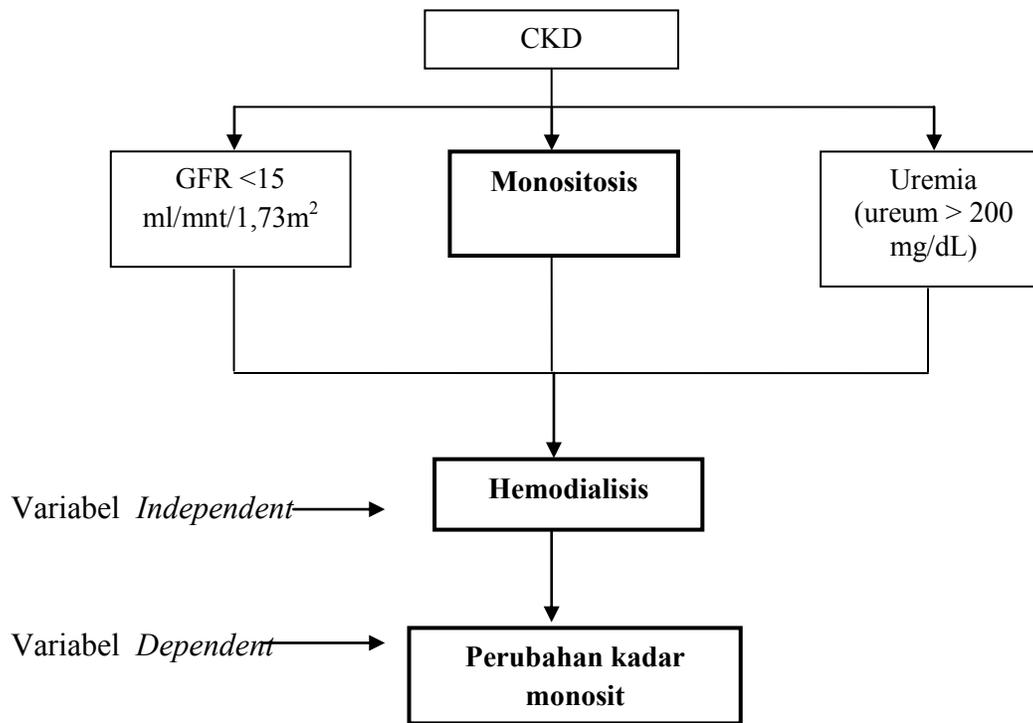 CKD
GFR <15
ml/mnt/1,73m²
Monositosis
Uremia
(ureum > 200
mg/dL)
Hemodialisis
Variabel Independent
Variabel Dependent
Perubahan kadar
monosit